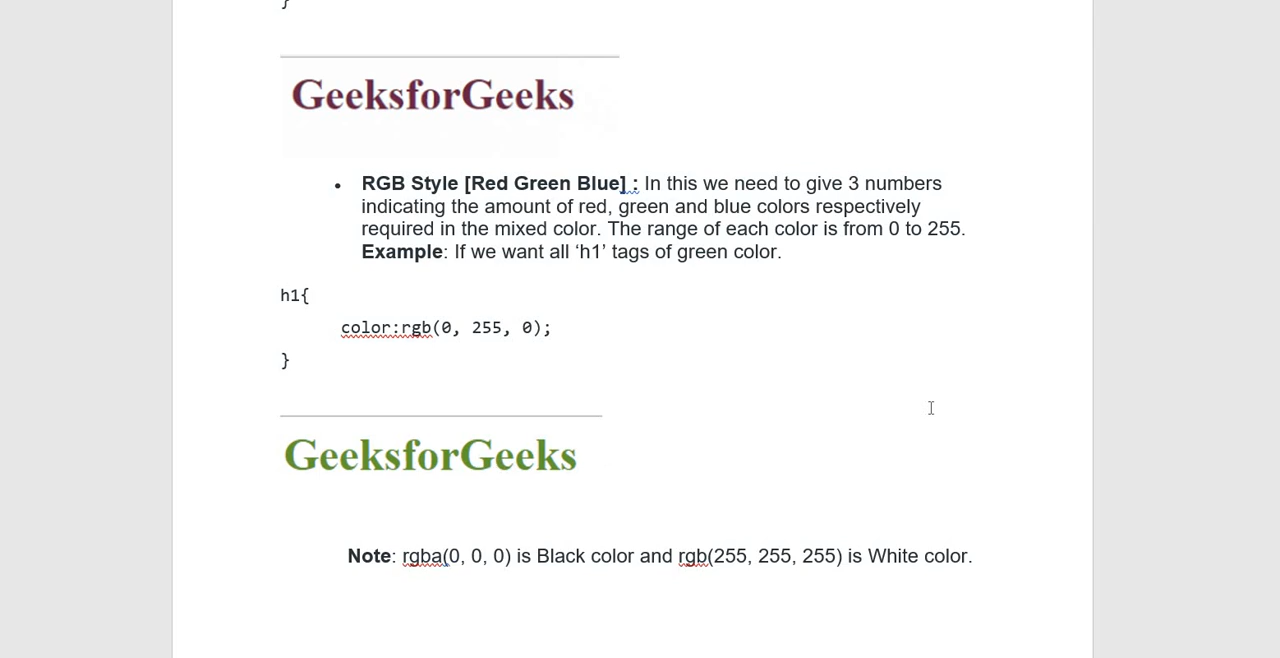 }
GeeksforGeeks
• RGB Style [Red Green Blue] : In this we need to give 3 numbers
indicating the amount of red, green and blue colors respectively
required in the mixed color. The range of each color is from 0 to 255.
Example: If we want all ‘h1’ tags of green color.
h1{
color:rgb(0, 255, 0);
}
GeeksforGeeks
Note: rgba(0, 0, 0) is Black color and rgb(255, 255, 255) is White color.